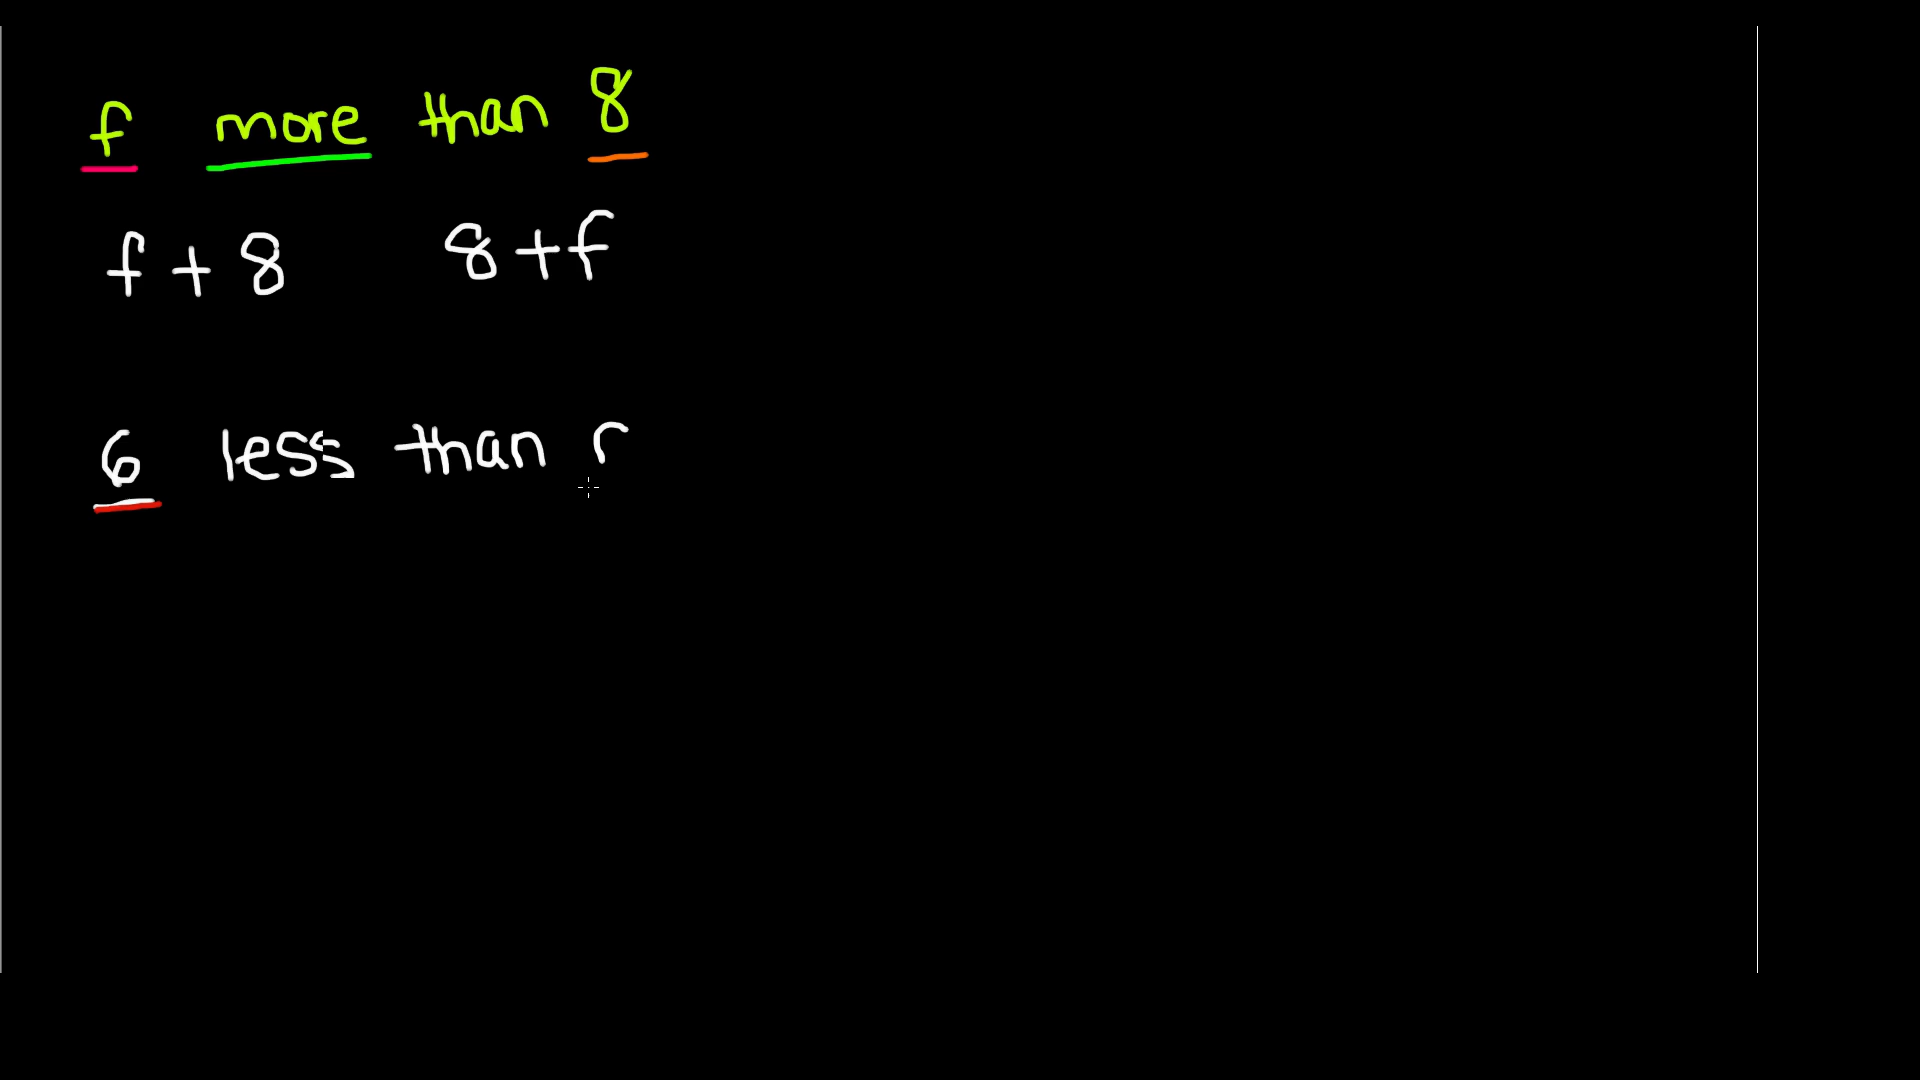 f more than 8
f + 8 8 + f
6 less than r